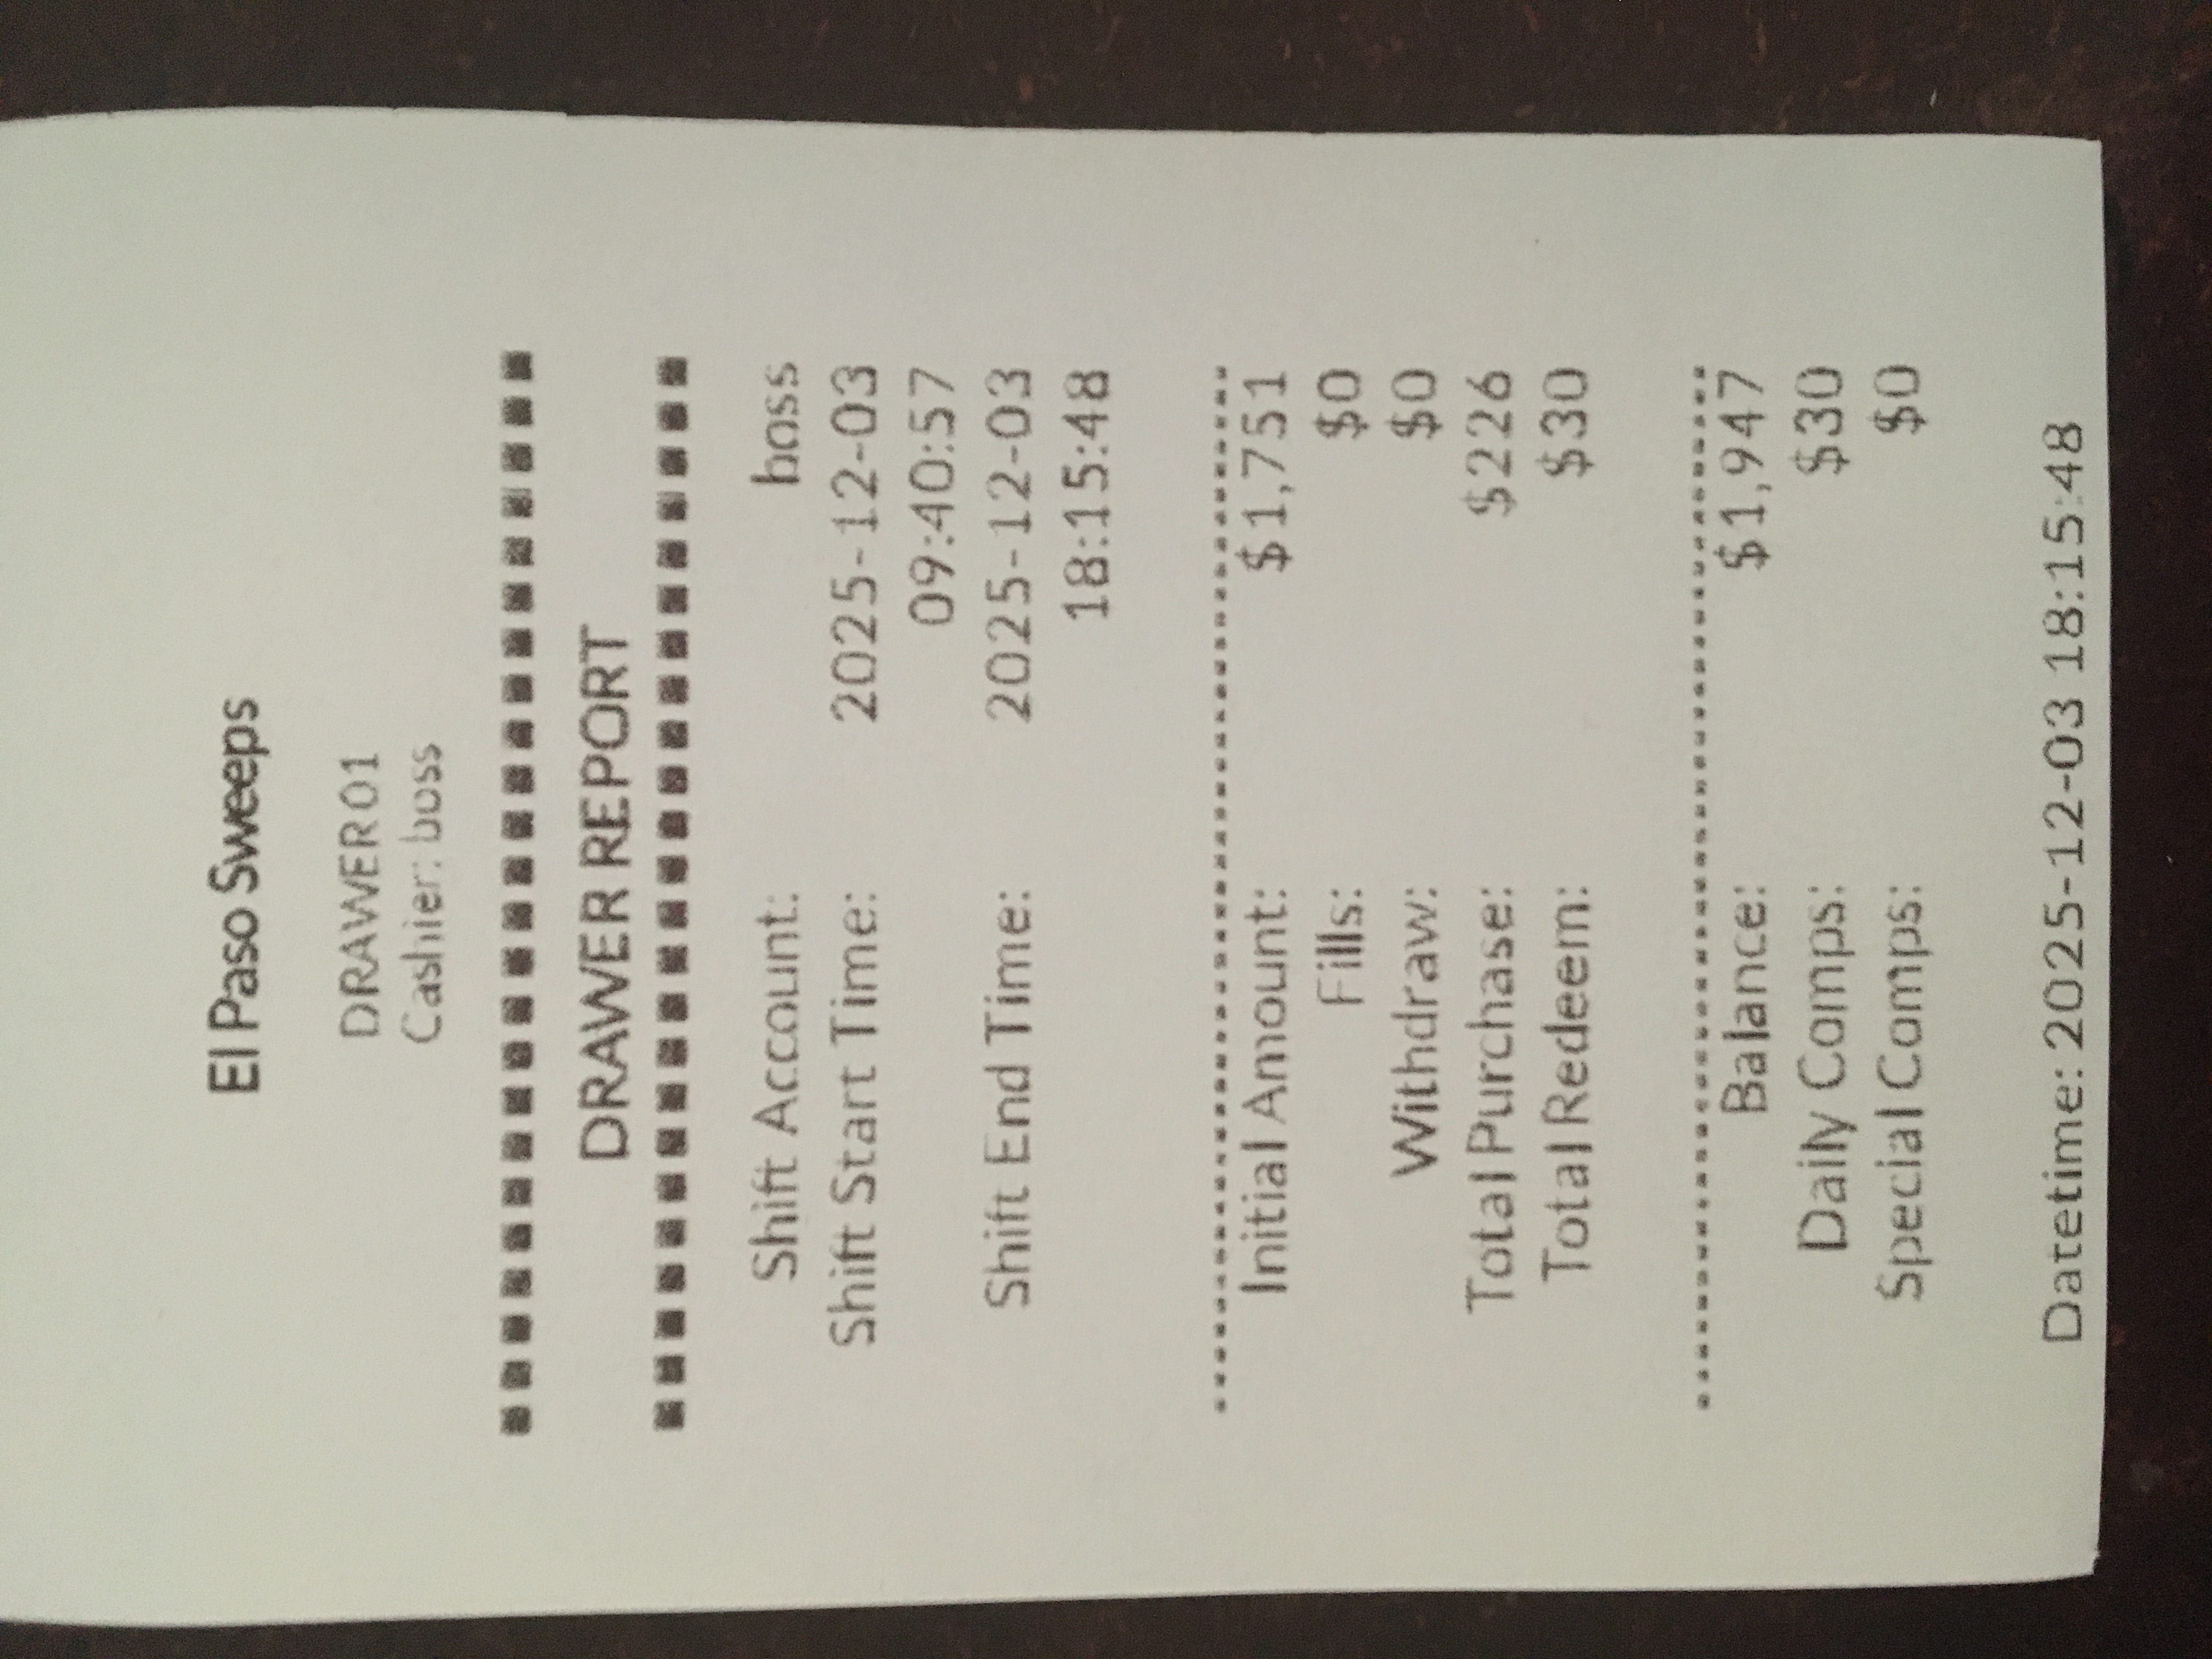 El Paso Sweeps
DRAWER01
Cashier: boss
DRAWER REPORT
Shift Account: boss
Shift Start Time: 2025-12-03
09:40:57
Shift End Time: 2025-12-03
18:15:48
Initial Amount: $1,751
Fills: $0
Withdraw: $0
Total Purchase: $226
Total Redeem: $30
Balance: $1,947
Daily Comps: $30
Special Comps: $0
Datetime: 2025-12-03 18:15:48